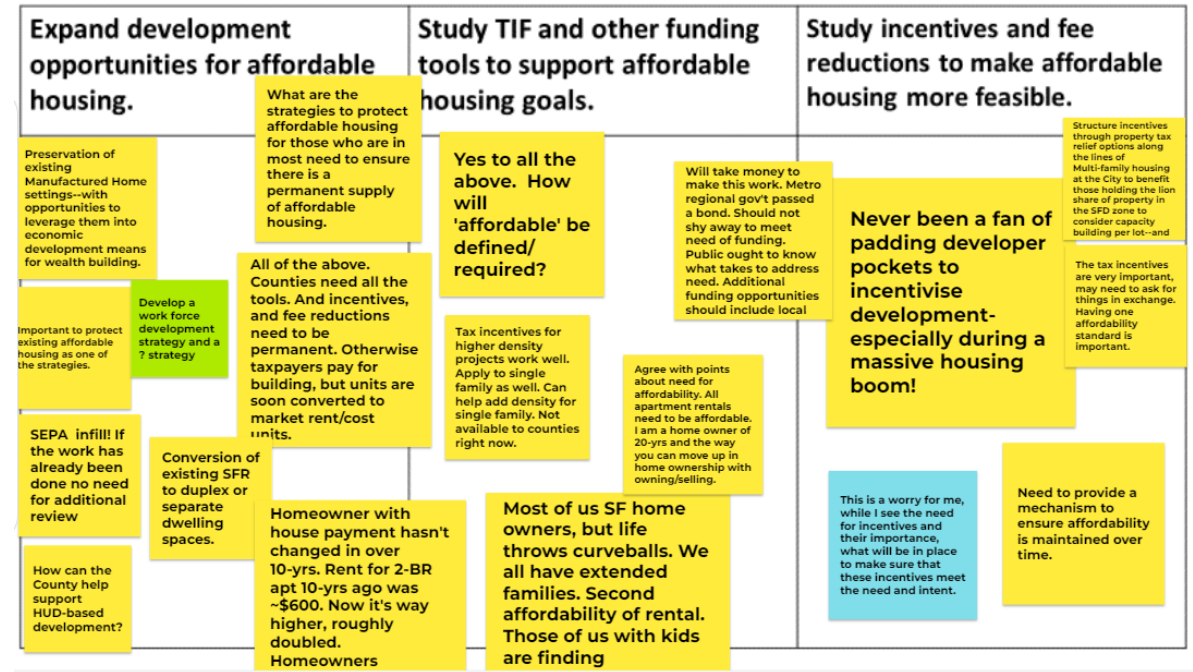 Expand development
opportunities for affordable
housing.
Study TIF and other funding
tools to support affordable
housing goals.
Study incentives and fee
reductions to make affordable
housing more feasible.
What are the
strategies to protect
affordable housing
for those who are in
most need to ensure
there is a
permanent supply
of affordable
housing.
Preservation of
existing
Manufactured Home
settings--with
opportunities to
leverage them into
economic
development means
for wealth building.
Important to protect
existing affordable
housing as one of
the strategies.
Develop a
work force
development
strategy and a
? strategy
All of the above.
Counties need all the
tools. And incentives,
and fee reductions
need to be
permanent. Otherwise
taxpayers pay for
building, but units are
soon converted to
market rent/cost
units.
SEPA infill! If
the work has
already been
done no need
for additional
review
Conversion of
existing SFR
to duplex or
separate
dwelling
spaces.
How can the
County help
support
HUD-based
development?
Homeowner with
house payment hasn't
changed in over
10-yrs. Rent for 2-BR
apt 10-yrs ago was
~$600. Now it's way
higher, roughly
doubled.
Homeowners
Yes to all the
above. How
will
'affordable' be
defined/
required?
Will take money to
make this work. Metro
regional gov't passed
a bond. Should not
shy away to meet
need of funding.
Public ought to know
what takes to address
need. Additional
funding opportunities
should include local
Tax incentives for
higher density
projects work well.
Apply to single
family as well. Can
help add density for
single family. Not
available to counties
right now.
Agree with points
about need for
affordability. All
apartment rentals
need to be affordable.
I am a home owner of
20-yrs and the way
you can move up in
home ownership with
owning/selling.
Most of us SF home
owners, but life
throws curveballs. We
all have extended
families. Second
affordability of rental.
Those of us with kids
are finding
Structure incentives
through property tax
relief options along
the lines of
Multi-family housing
at the City to benefit
those holding the lion
share of property in
the SFD zone to
consider capacity
building per lot--and
Never been a fan of
padding developer
pockets to
incentivise
development-
especially during a
massive housing
boom!
The tax incentives
are very important,
may need to ask for
things in exchange.
Having one
affordability
standard is
important.
This is a worry for me,
while I see the need
for incentives and
their importance,
what will be in place
to make sure that
these incentives meet
the need and intent.
Need to provide a
mechanism to
ensure affordability
is maintained over
time.